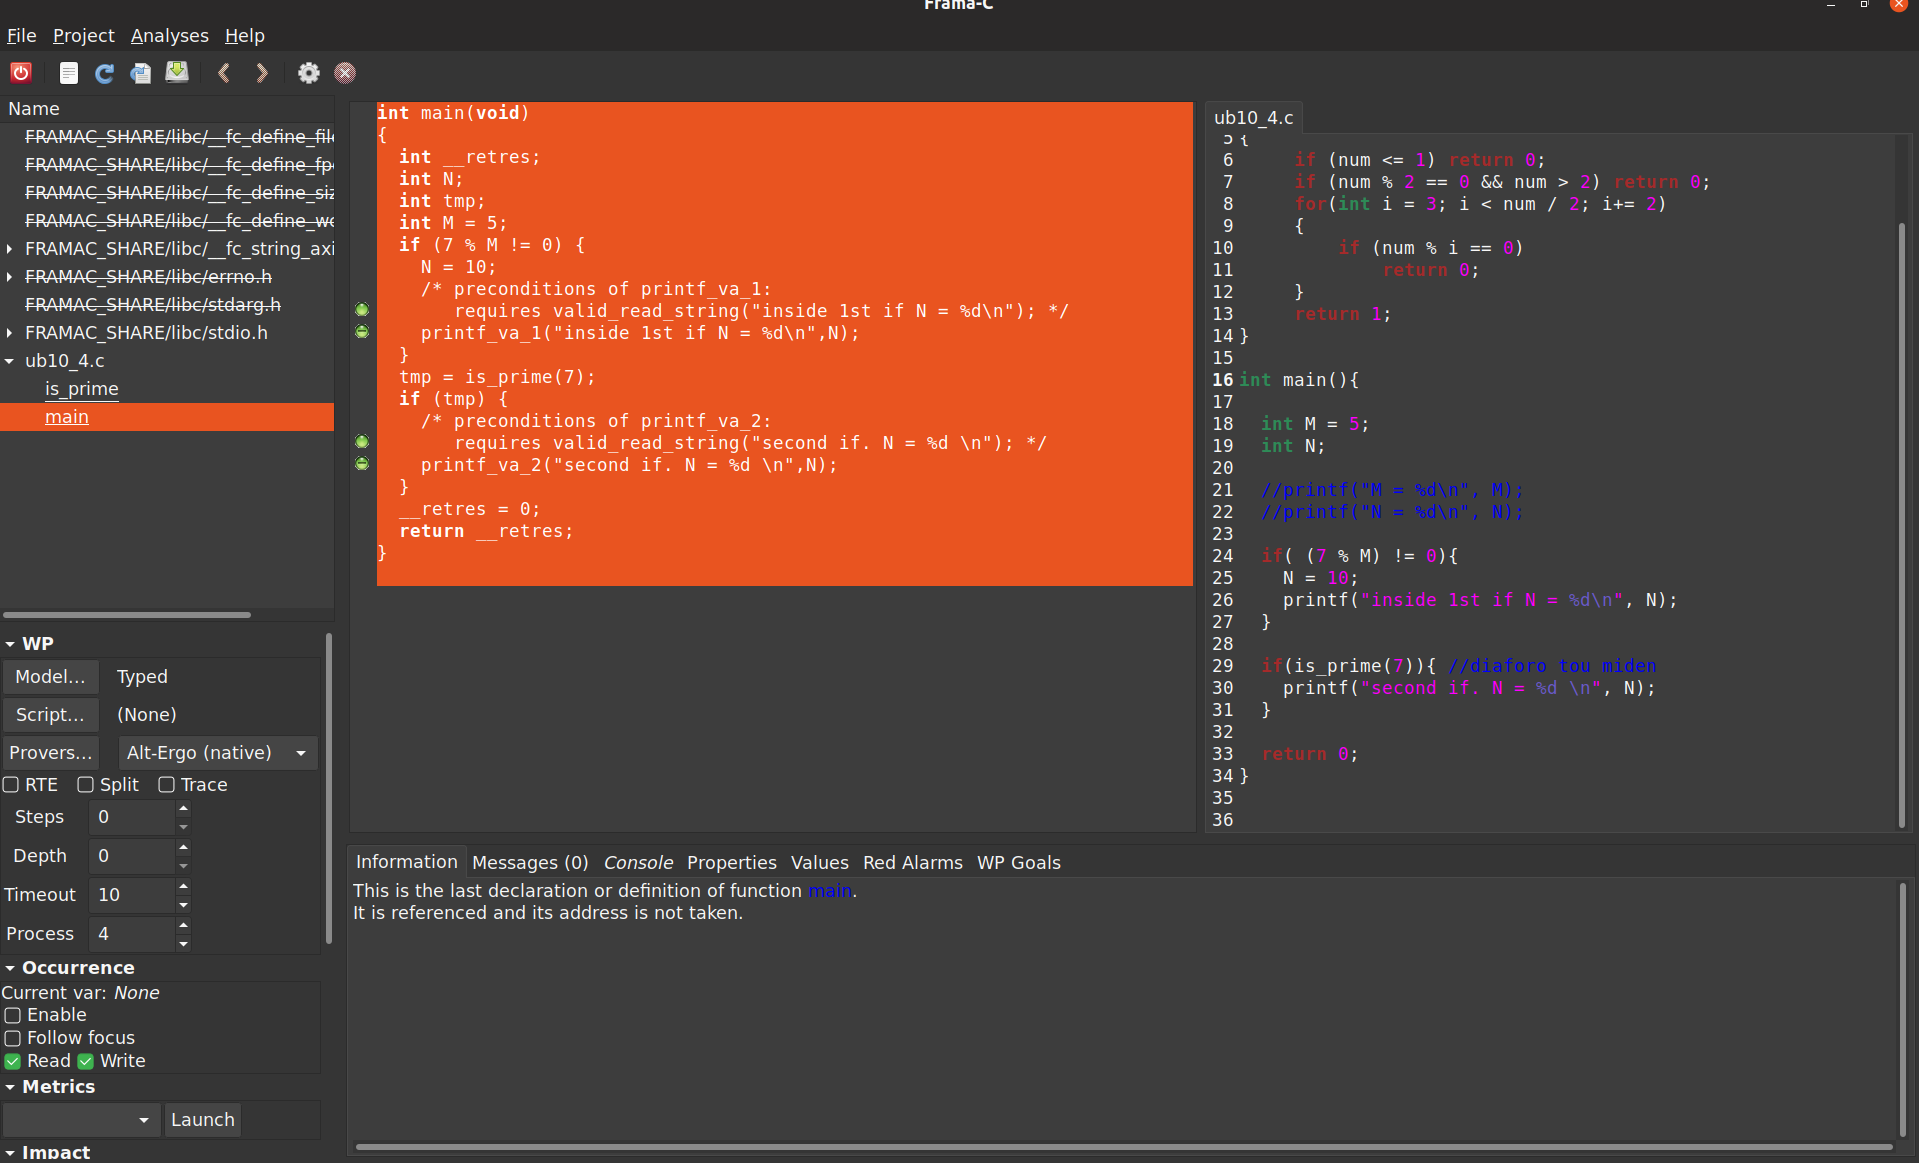 Frama-C
File Project Analyses Help
Name
FRAMAC_SHARE/libc/__fc_define_file
FRAMAC_SHARE/libc/__fc_define_fp
FRAMAC_SHARE/libc/__fc_define_siz
FRAMAC_SHARE/libc/__fc_define_w
FRAMAC_SHARE/libc/__fc_string_axi
FRAMAC_SHARE/libc/errno.h
FRAMAC_SHARE/libc/stdarg.h
FRAMAC_SHARE/libc/stdio.h
ub10_4.c
is_prime
main
WP
Model... Typed
Script... (None)
Provers... Alt-Ergo (native)
RTE Split Trace
Steps 0
Depth 0
Timeout 10
Process 4
Occurrence
Current var: None
Enable
Follow focus
Read Write
Metrics
Launch
Impact
int main(void)
{
int __retres;
int N;
int tmp;
int M = 5;
if (7 % M != 0) {
N = 10;
/* preconditions of printf_va_1:
requires valid_read_string("inside 1st if N = %d\n"); */
printf_va_1("inside 1st if N = %d\n",N);
}
tmp = is_prime(7);
if (tmp) {
/* preconditions of printf_va_2:
requires valid_read_string("second if. N = %d \n"); */
printf_va_2("second if. N = %d \n",N);
}
__retres = 0;
return __retres;
}
ub10_4.c
5 {
6 if (num <= 1) return 0;
7 if (num % 2 == 0 && num > 2) return 0;
8 for(int i = 3; i < num / 2; i+= 2)
9 {
10 if (num % i == 0)
11 return 0;
12 }
13 return 1;
14 }
15
16 int main(){
17
18 int M = 5;
19 int N;
20
21 //printf("M = %d\n", M);
22 //printf("N = %d\n", N);
23
24 if( (7 % M) != 0){
25 N = 10;
26 printf("inside 1st if N = %d\n", N);
27 }
28
29 if(is_prime(7)){ //diaforo tou miden
30 printf("second if. N = %d \n", N);
31 }
32
33 return 0;
34 }
35
36
Information Messages (0) Console Properties Values Red Alarms WP Goals
This is the last declaration or definition of function main.
It is referenced and its address is not taken.